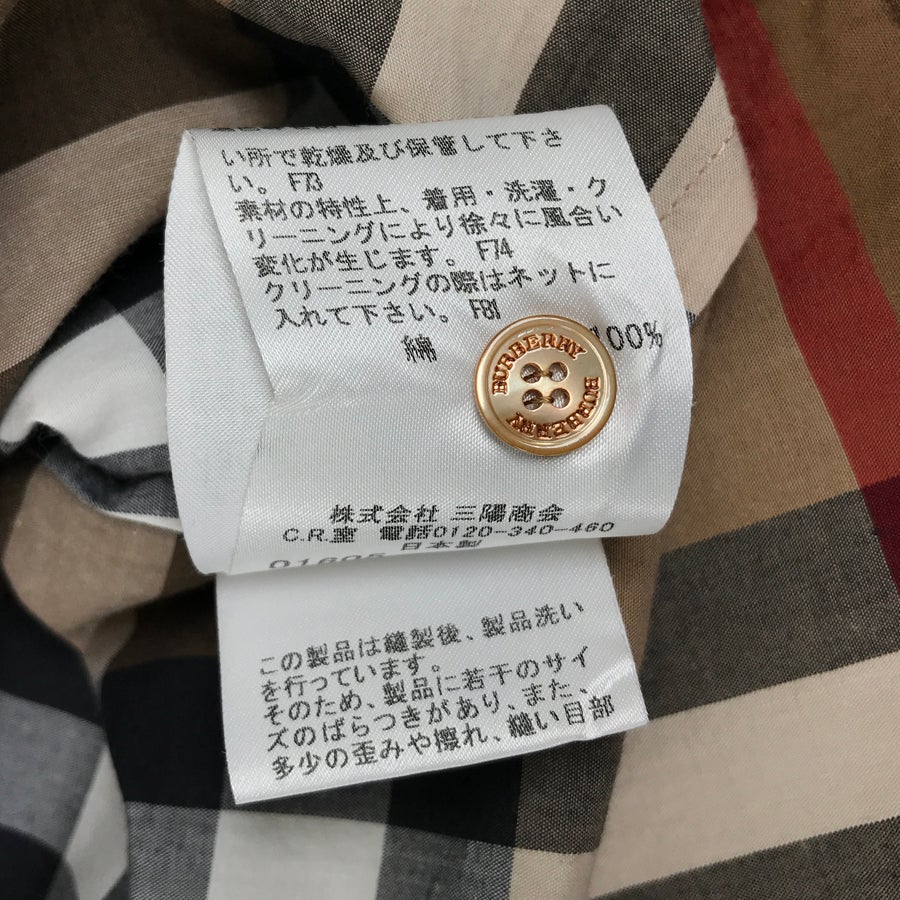 い所で乾燥及び保管して下さ
い。 F73
素材の特性上、着用・洗濯・ク
リーニングにより徐々に風合い
変化が生じます。 F74
クリーニングの際はネットに
入れて下さい。 F81
綿 100%
BURBERRY
BURBERRY
株式会社 三陽商会
C.R.室 電話0120-340-460
日本製
この製品は縫製後、製品洗い
を行っています。
そのため、製品に若干のサイ
ズのばらつきがあり、また、
多少の歪みや擦れ、縫い目部